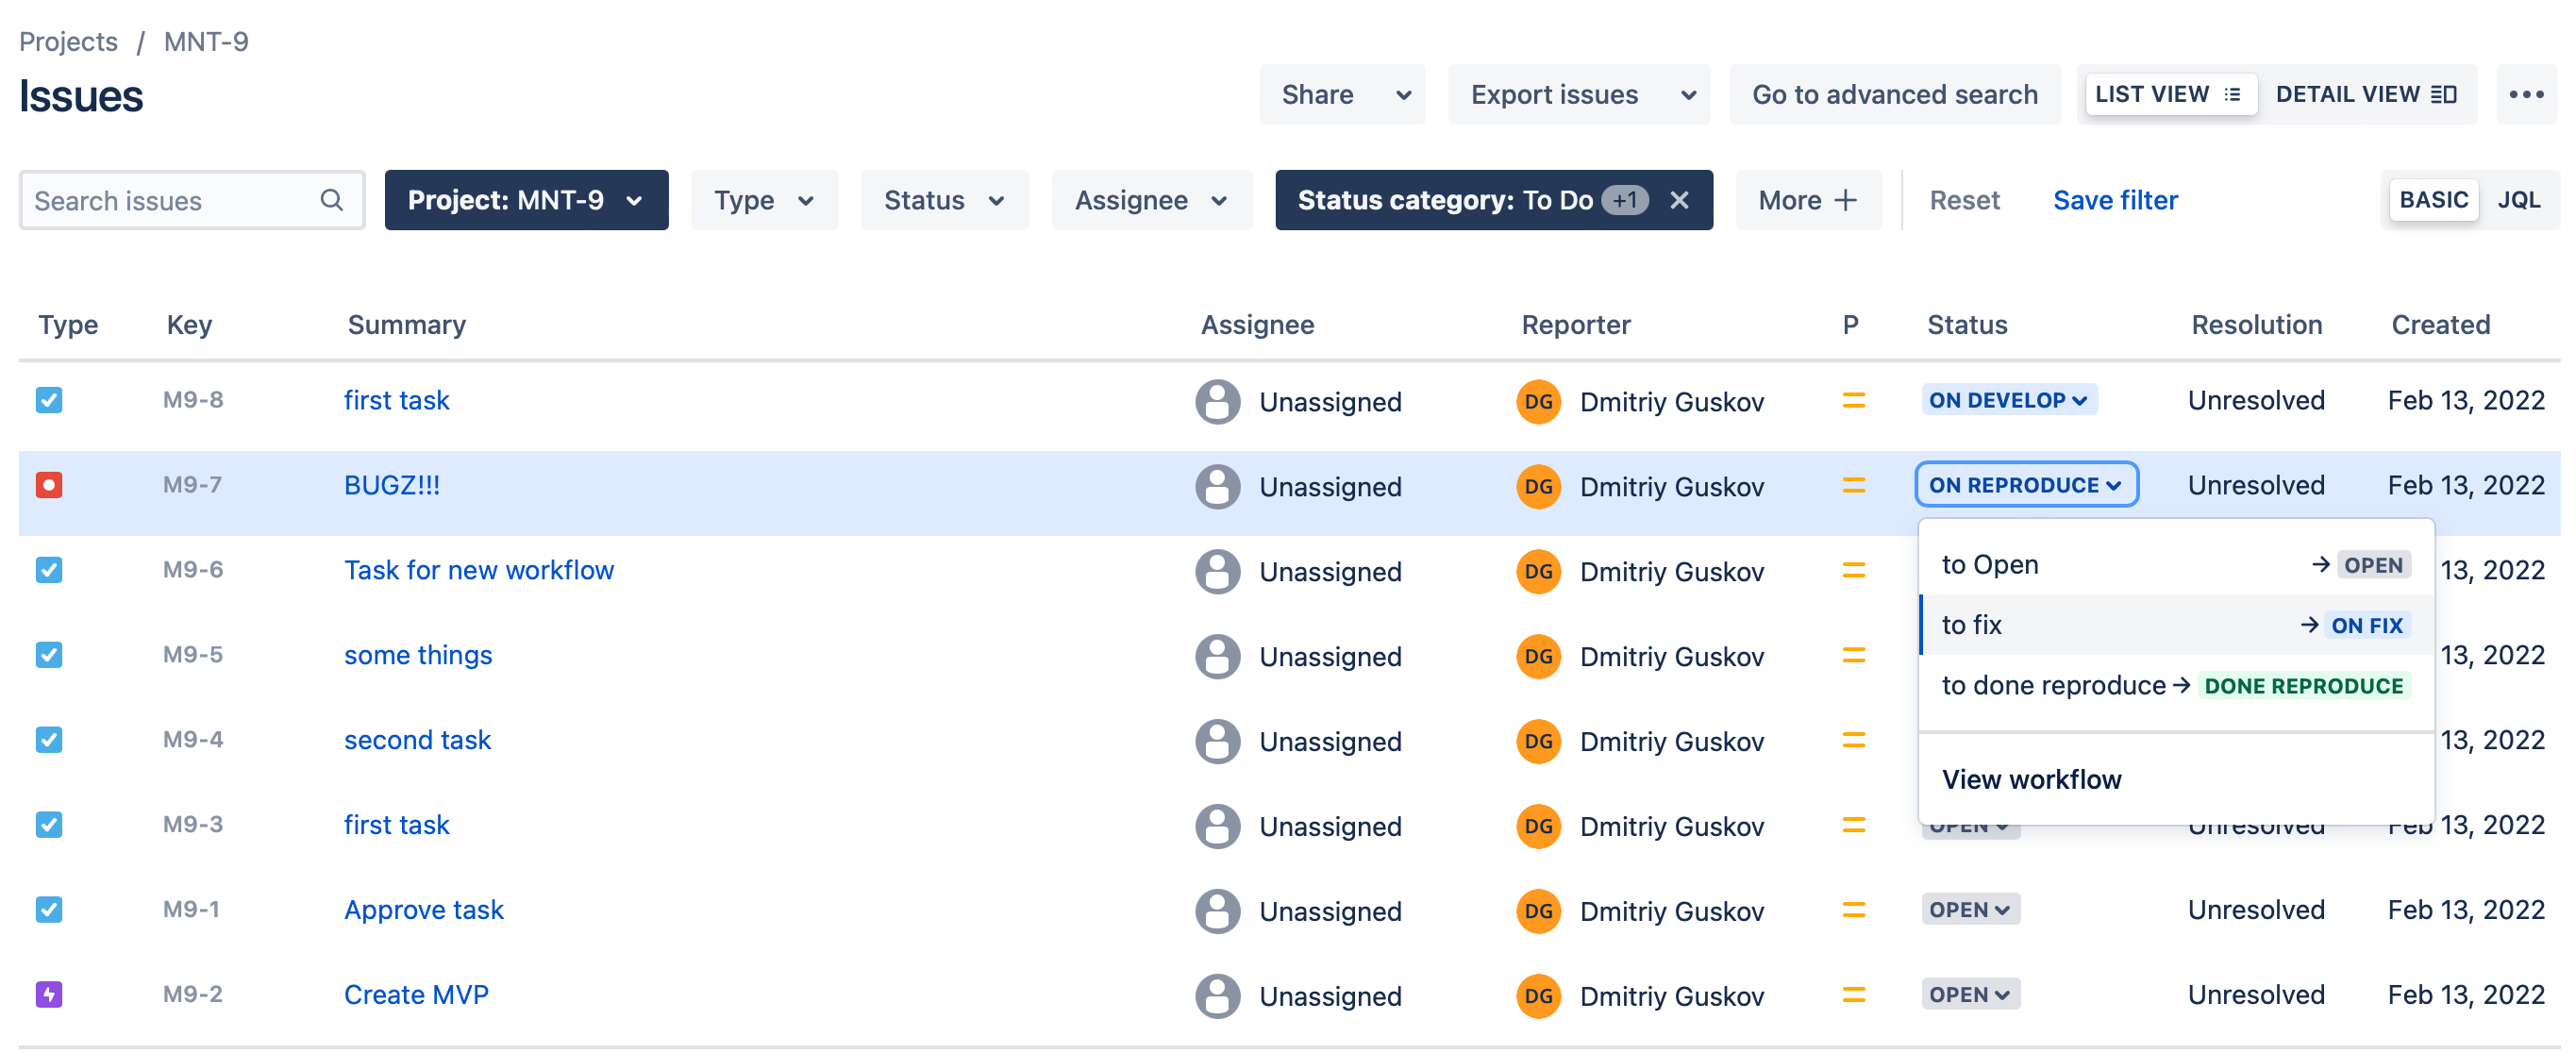 Projects / MNT-9
Issues
Share Export issues Go to advanced search LIST VIEW DETAIL VIEW
Search issues Project: MNT-9 Type Status Assignee Status category: To Do +1 More Reset Save filter BASIC JQL
Type Key Summary Assignee Reporter P Status Resolution Created
M9-8 first task Unassigned DG Dmitriy Guskov ON DEVELOP Unresolved Feb 13, 2022
M9-7 BUGZ!!! Unassigned DG Dmitriy Guskov ON REPRODUCE Unresolved Feb 13, 2022
M9-6 Task for new workflow Unassigned DG Dmitriy Guskov 13, 2022
M9-5 some things Unassigned DG Dmitriy Guskov 13, 2022
M9-4 second task Unassigned DG Dmitriy Guskov 13, 2022
M9-3 first task Unassigned DG Dmitriy Guskov OPEN Unresolved Feb 13, 2022
M9-1 Approve task Unassigned DG Dmitriy Guskov OPEN Unresolved Feb 13, 2022
M9-2 Create MVP Unassigned DG Dmitriy Guskov OPEN Unresolved Feb 13, 2022
to Open → OPEN
to fix → ON FIX
to done reproduce → DONE REPRODUCE
View workflow